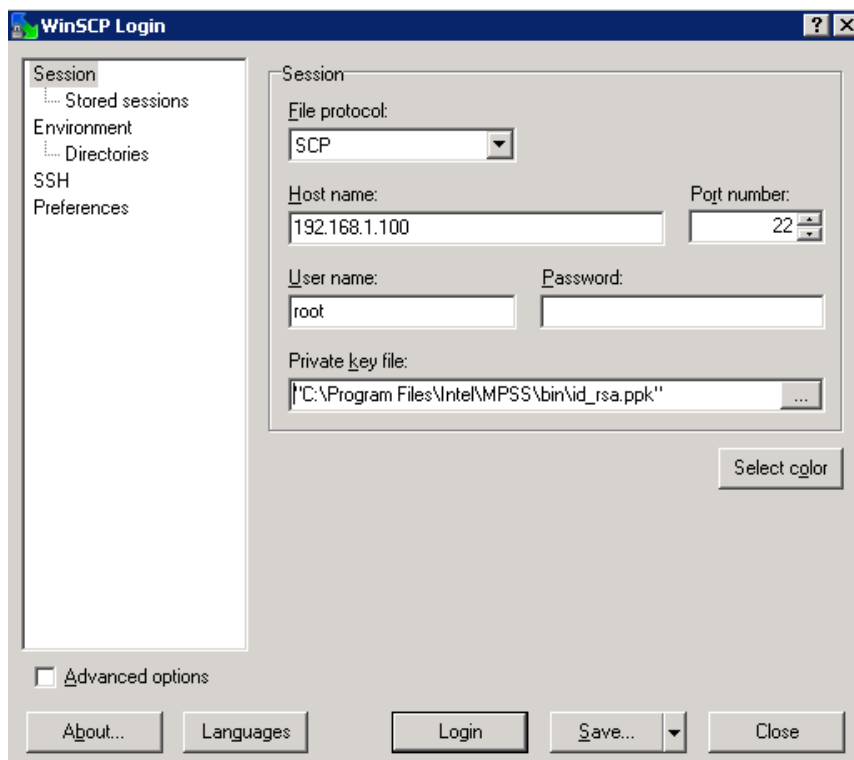 WinSCP Login
Session
Stored sessions
Environment
Directories
SSH
Preferences
Session
File protocol:
SCP
Host name:
Port number:
192.168.1.100
22
User name:
Password:
root
Private key file:
"C:\Program Files\Intel\MPSS\bin\id_rsa.ppk"
...
Select color
Advanced options
About...
Languages
Login
Save...
Close